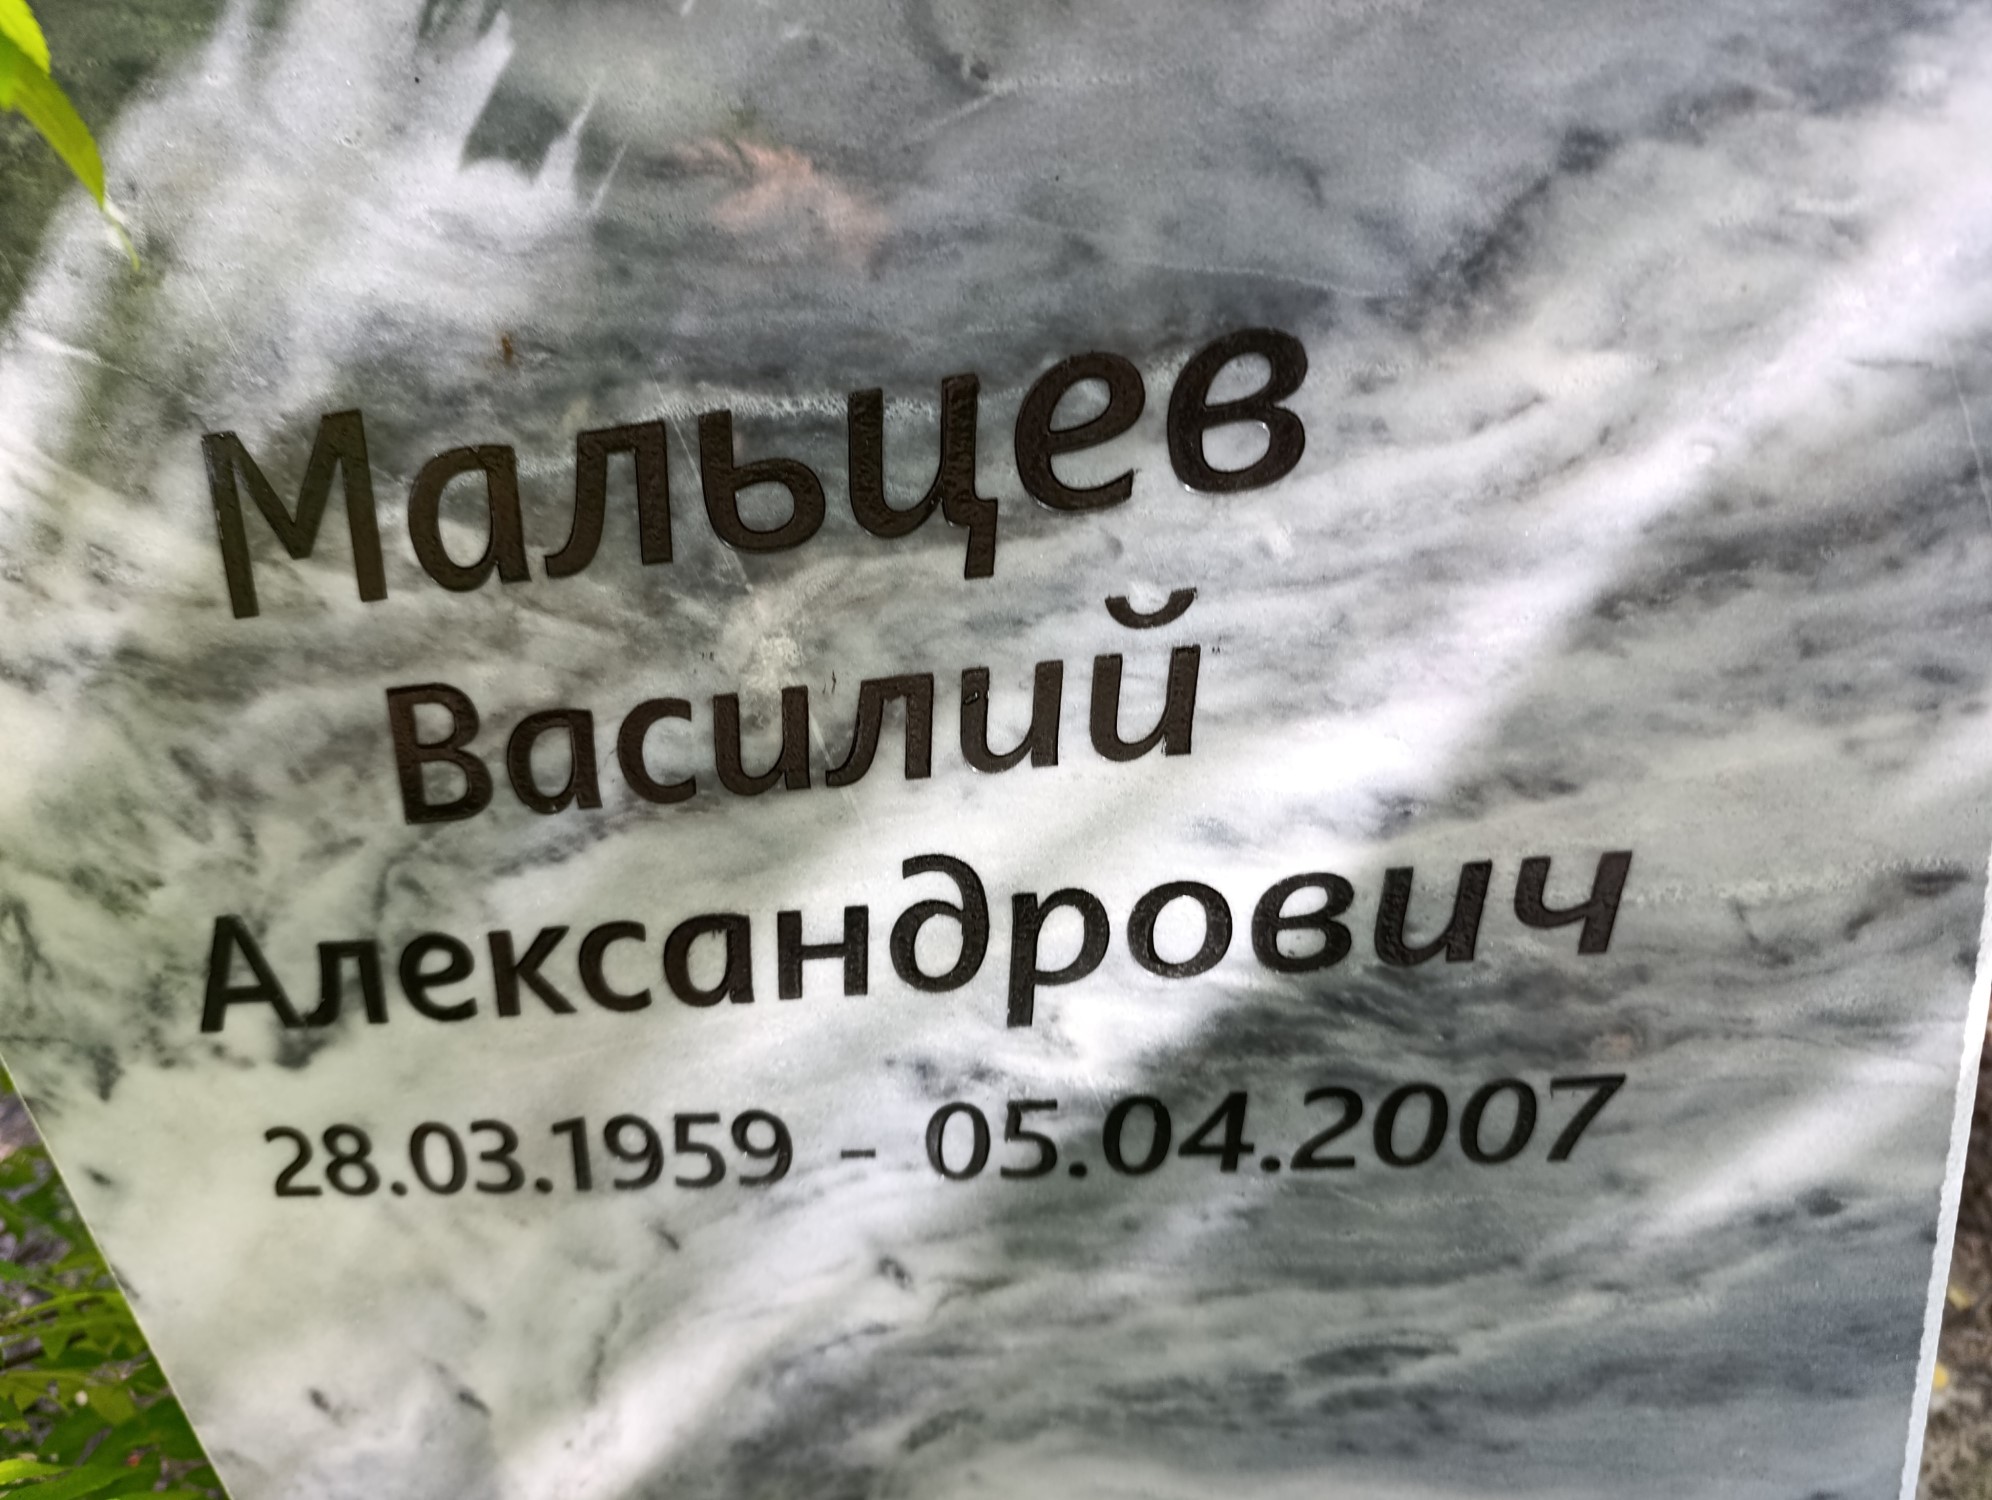 Мальцев
Василий
Александрович
28.03.1959 - 05.04.2007